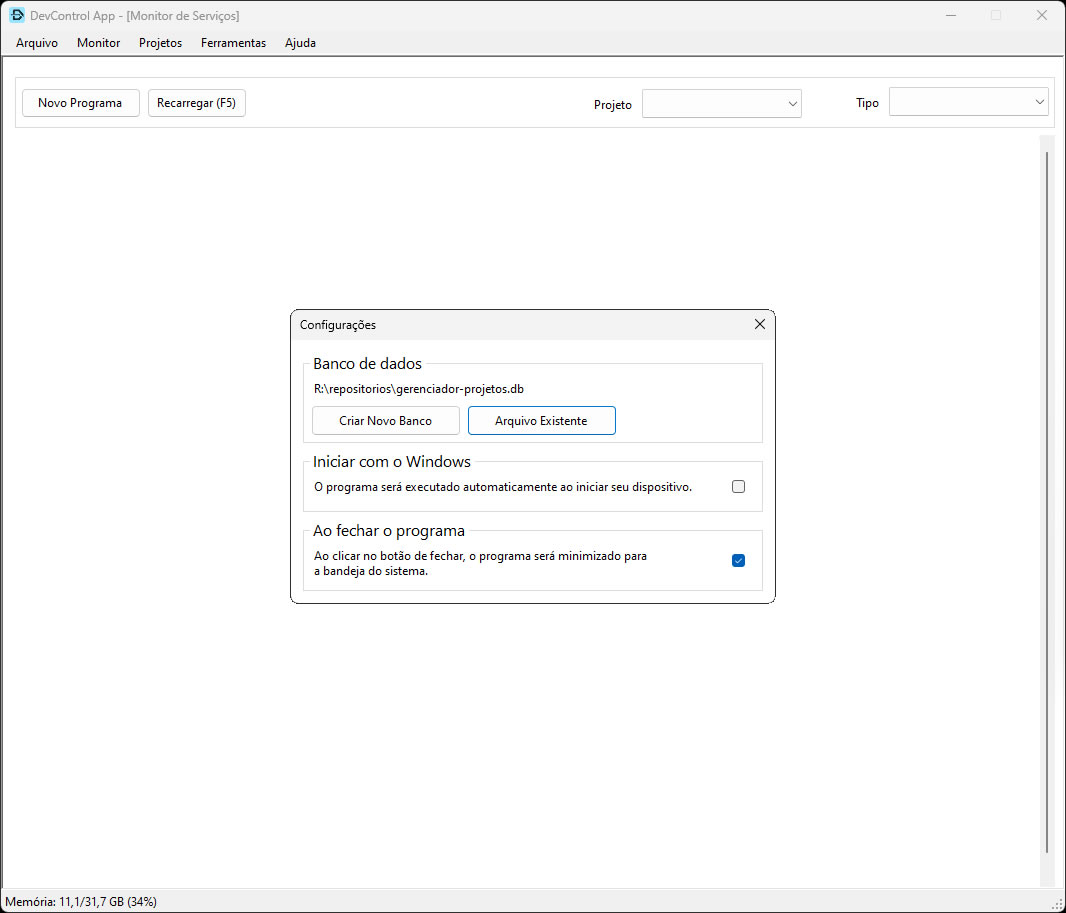 DevControl App - [Monitor de Serviços]
Arquivo Monitor Projetos Ferramentas Ajuda
Novo Programa Recarregar (F5) Projeto Tipo
Configurações
Banco de dados
R:\repositorios\gerenciador-projetos.db
Criar Novo Banco Arquivo Existente
Iniciar com o Windows
O programa será executado automaticamente ao iniciar seu dispositivo.
Ao fechar o programa
Ao clicar no botão de fechar, o programa será minimizado para
a bandeja do sistema.
Memória: 11,1/31,7 GB (34%)